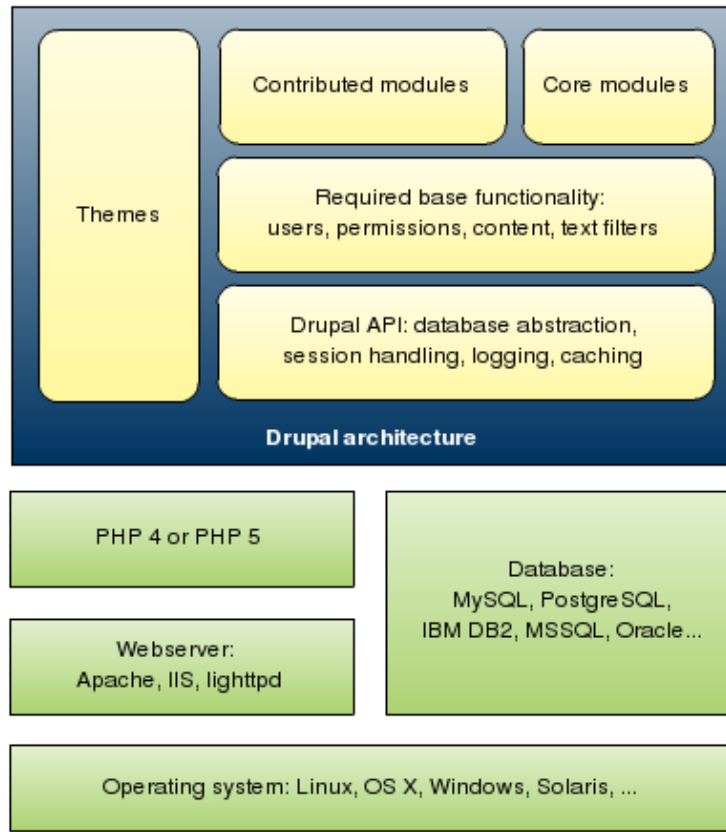 Contributed modules
Core modules
Themes
Required base functionality:
users, permissions, content, text filters
Drupal API: database abstraction,
session handling, logging, caching
Drupal architecture
PHP 4 or PHP 5
Database:
MySQL, PostgreSQL,
IBM DB2, MSSQL, Oracle...
Webserver:
Apache, IIS, lighttpd
Operating system: Linux, OS X, Windows, Solaris, ...